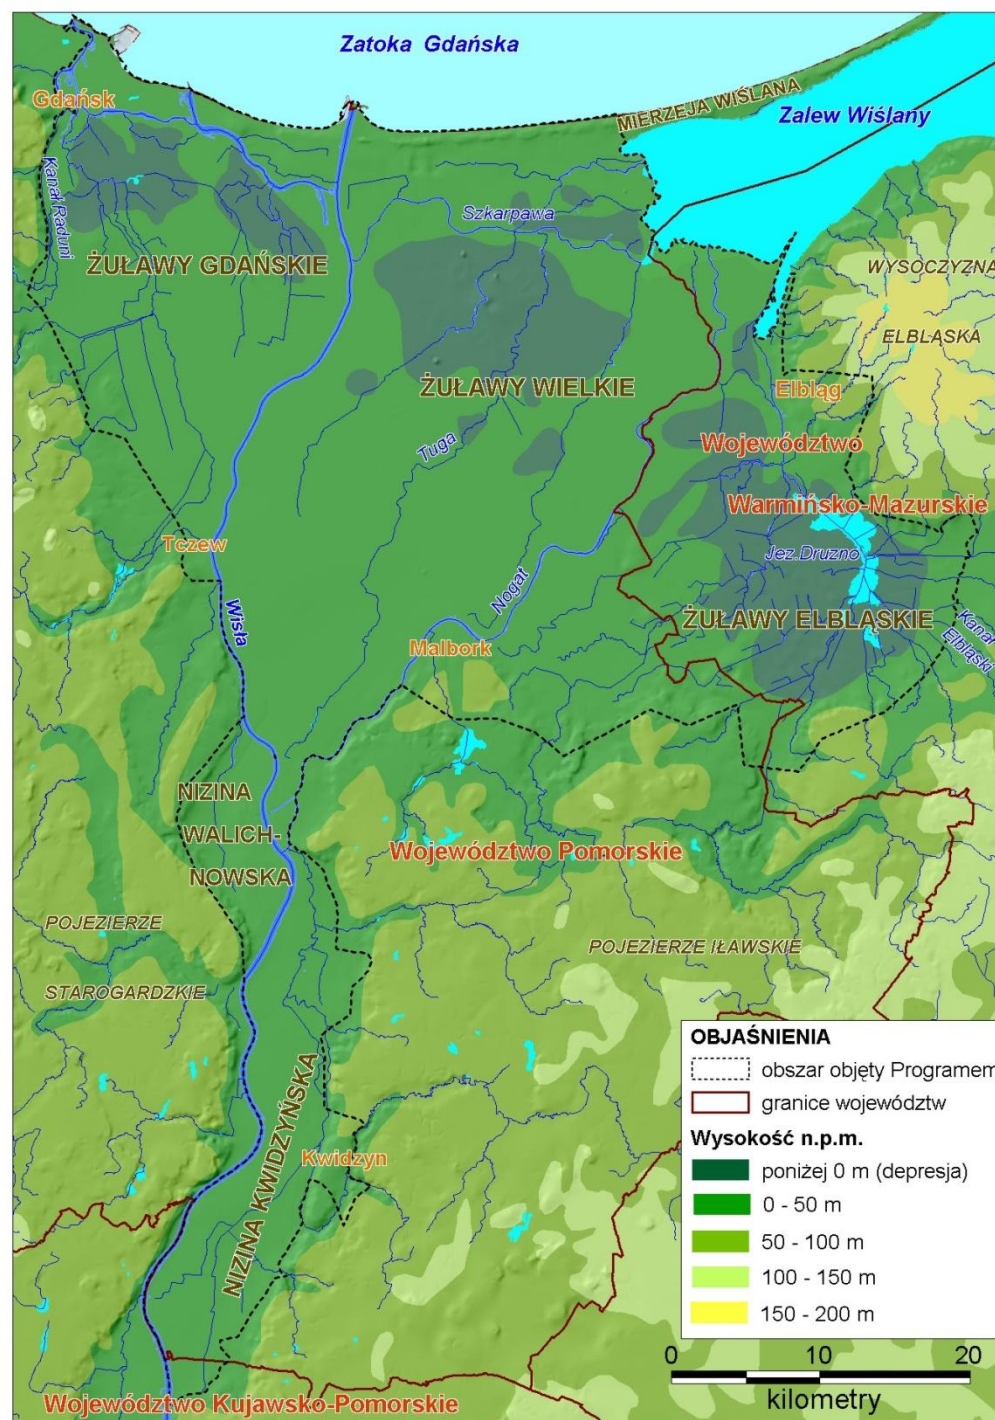 Zatoka Gdańska
MIERZEJA WIŚLANA
Gdańsk
Zalew Wiślany
Kanał Raduni
Szkarpawa
ŻUŁAWY GDAŃSKIE
WYSOCZYZNA
ELBLĄSKA
ŻUŁAWY WIELKIE
Elbląg
Tuga
Województwo
Warmińsko-Mazurskie
Tczew
Jez.Druzno
Nogat
Wisła
ŻUŁAWY ELBLĄSKIE
Kanał
Elbląski
Malbork
NIZINA
WALICH-
NOWSKA
Województwo Pomorskie
POJEZIERZE
STAROGARDZKIE
POJEZIERZE IŁAWSKIE
NIZINA KWIDZYŃSKA
Kwidzyn
Województwo Kujawsko-Pomorskie
OBJAŚNIENIA
obszar objęty Programem
granice województw
Wysokość n.p.m.
poniżej 0 m (depresja)
0 - 50 m
50 - 100 m
100 - 150 m
150 - 200 m
0 10 20
kilometry